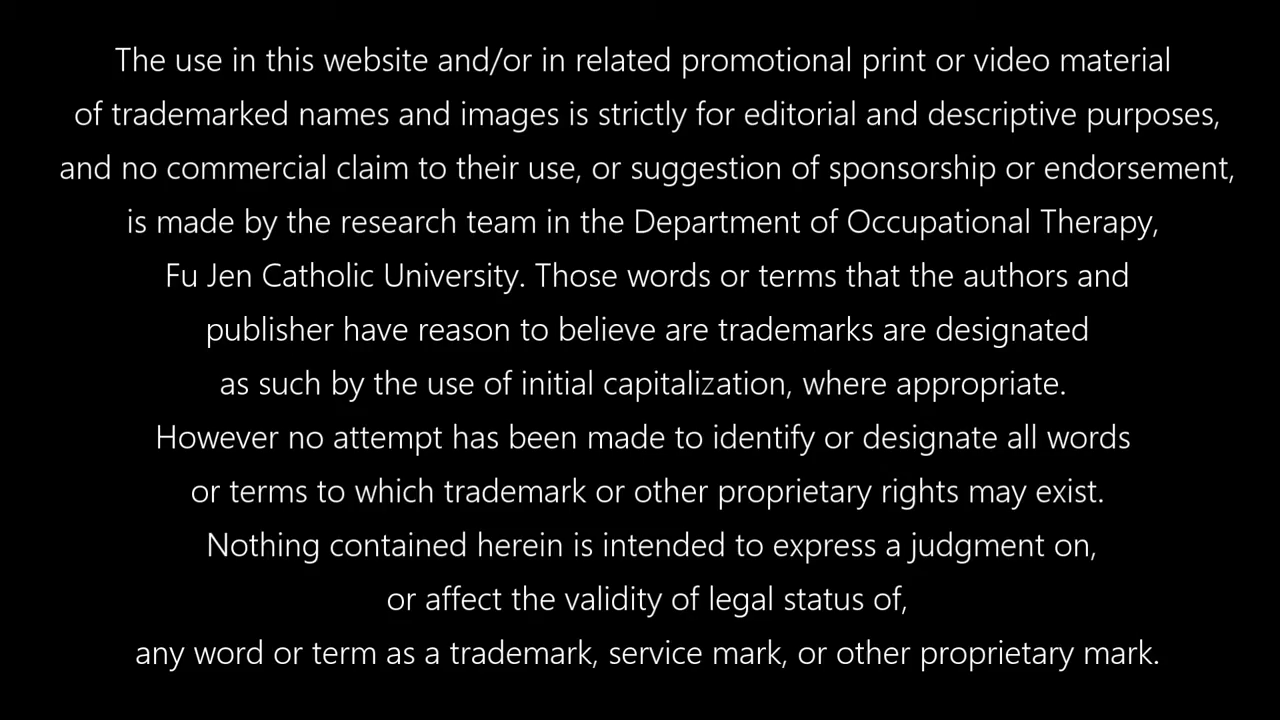 The use in this website and/or in related promotional print or video material
of trademarked names and images is strictly for editorial and descriptive purposes,
and no commercial claim to their use, or suggestion of sponsorship or endorsement,
is made by the research team in the Department of Occupational Therapy,
Fu Jen Catholic University. Those words or terms that the authors and
publisher have reason to believe are trademarks are designated
as such by the use of initial capitalization, where appropriate.
However no attempt has been made to identify or designate all words
or terms to which trademark or other proprietary rights may exist.
Nothing contained herein is intended to express a judgment on,
or affect the validity of legal status of,
any word or term as a trademark, service mark, or other proprietary mark.